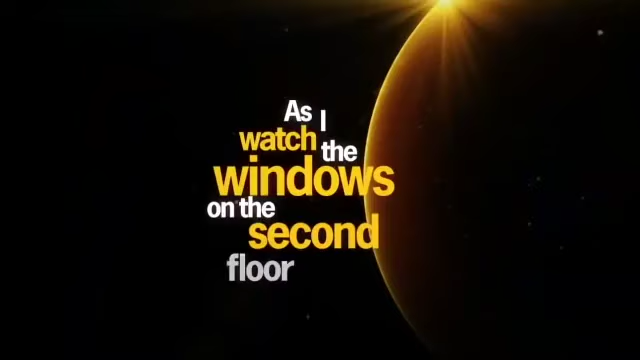 As I
watch the
windows
on the
second
floor